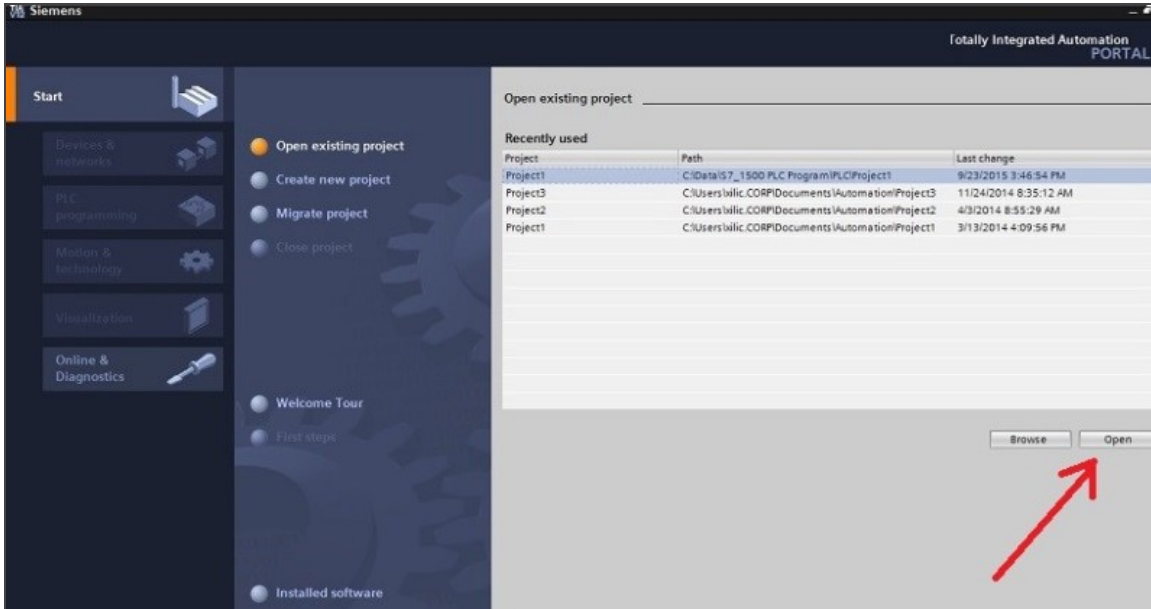 Siemens
Totally Integrated Automation
PORTAL
Start
Devices &
networks
PLC
programming
Motion &
technology
Visualization
Online &
Diagnostics
Open existing project
Create new project
Migrate project
Close project
Welcome Tour
First steps
Installed software
Open existing project
Recently used
Project Path Last change
Project1 C:\Data\S7_1500 PLC Program\PLC\Project1 9/23/2015 3:46:54 PM
Project3 C:\Users\xilic.CORP\Documents\Automation\Project3 11/24/2014 8:35:12 AM
Project2 C:\Users\xilic.CORP\Documents\Automation\Project2 4/3/2014 8:55:29 AM
Project1 C:\Users\xilic.CORP\Documents\Automation\Project1 3/13/2014 4:09:56 PM
Browse Open